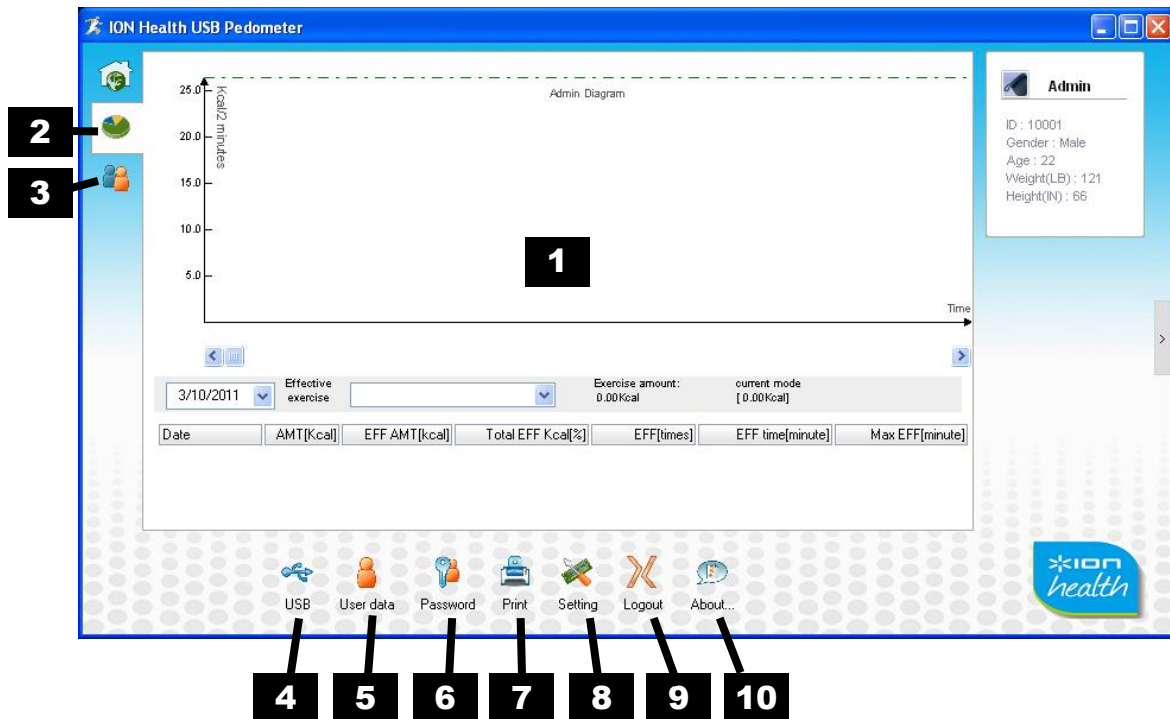 ION Health USB Pedometer
25.0
20.0
15.0
10.0
5.0
Kcal/2 minutes
Admin Diagram
Time
Admin
ID : 10001
Gender : Male
Age : 22
Weight(LB) : 121
Height(IN) : 66
2
3
1
3/10/2011
Effective
exercise
Exercise amount:
0.00Kcal
current mode
[ 0.00Kcal]
Date AMT[Kcal] EFF AMT[kcal] Total EFF Kcal[%] EFF[times] EFF time[minute] Max EFF[minute]
USB User data Password Print Setting Logout About...
ion
health
4 5 6 7 8 9 10